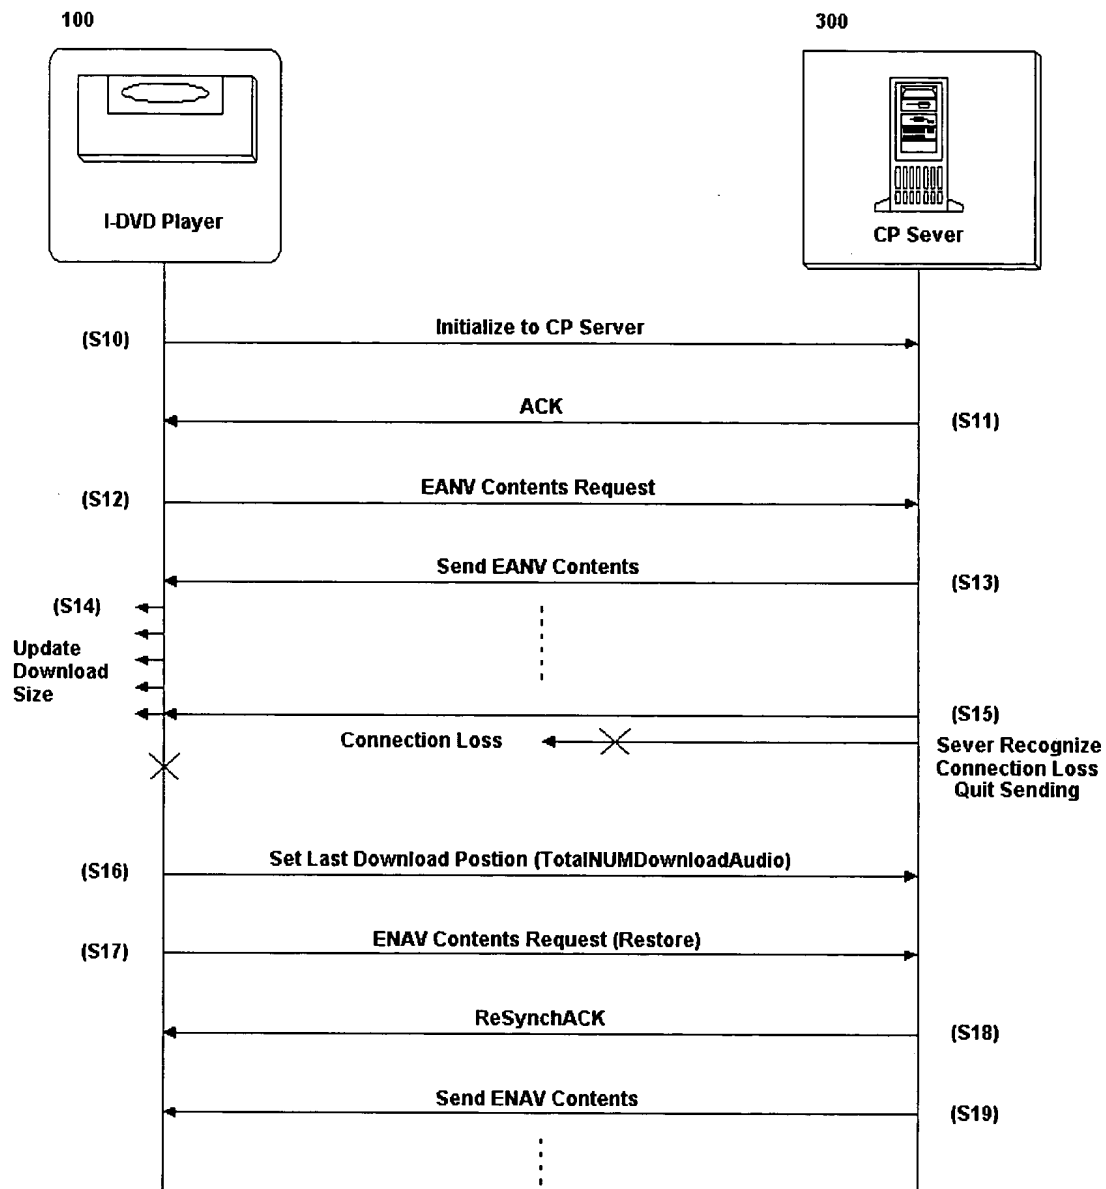 100
300
I-DVD Player
CP Sever
(S10)
Initialize to CP Server
ACK
(S11)
(S12)
EANV Contents Request
Send EANV Contents
(S13)
(S14)
Update
Download
Size
(S15)
Connection Loss
Sever Recognize
Connection Loss
Quit Sending
(S16)
Set Last Download Postion (TotalNUMDownloadAudio)
(S17)
ENAV Contents Request (Restore)
ReSynchACK
(S18)
Send ENAV Contents
(S19)